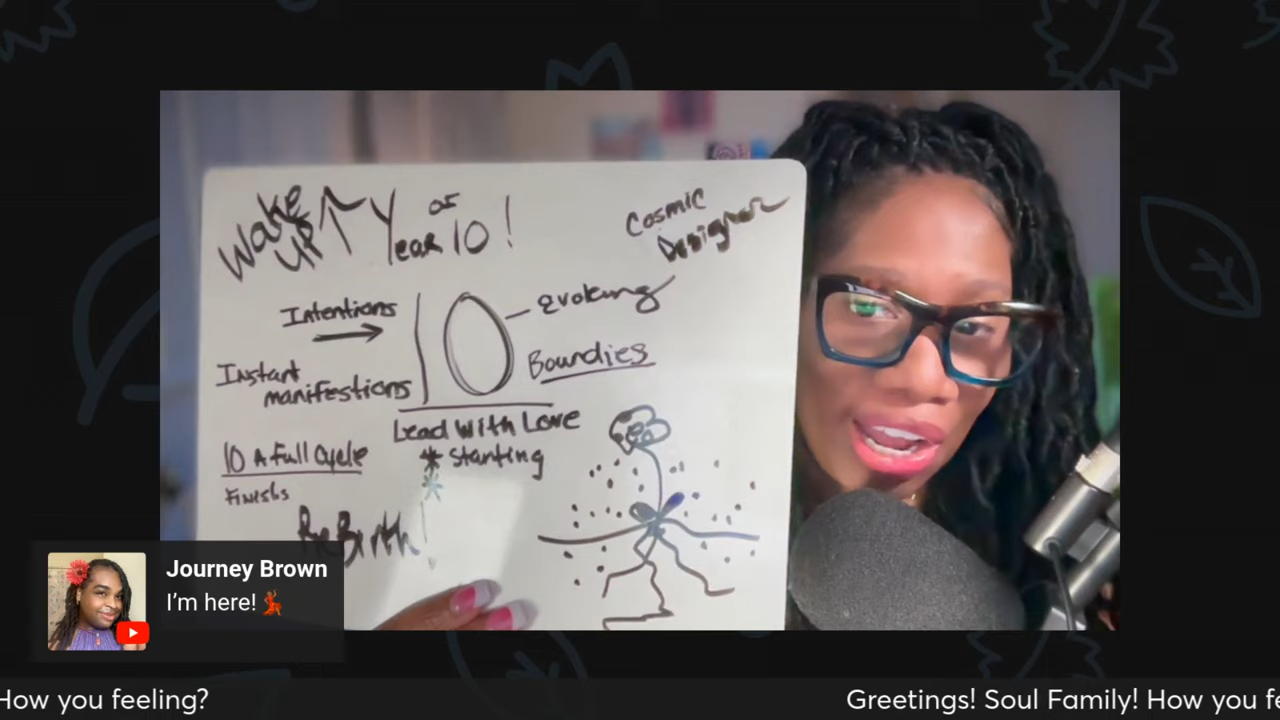 Wake UP ↑ Year OF 10!
Cosmic Designer
Intentions
Evoking
Instant manifestions
Boundies
Lead With Love
10 A Full Cycle
* Starting
Finishs
ReBirth!
Journey Brown
I'm here!💃
How you feeling?
Greetings! Soul Family! How you fe